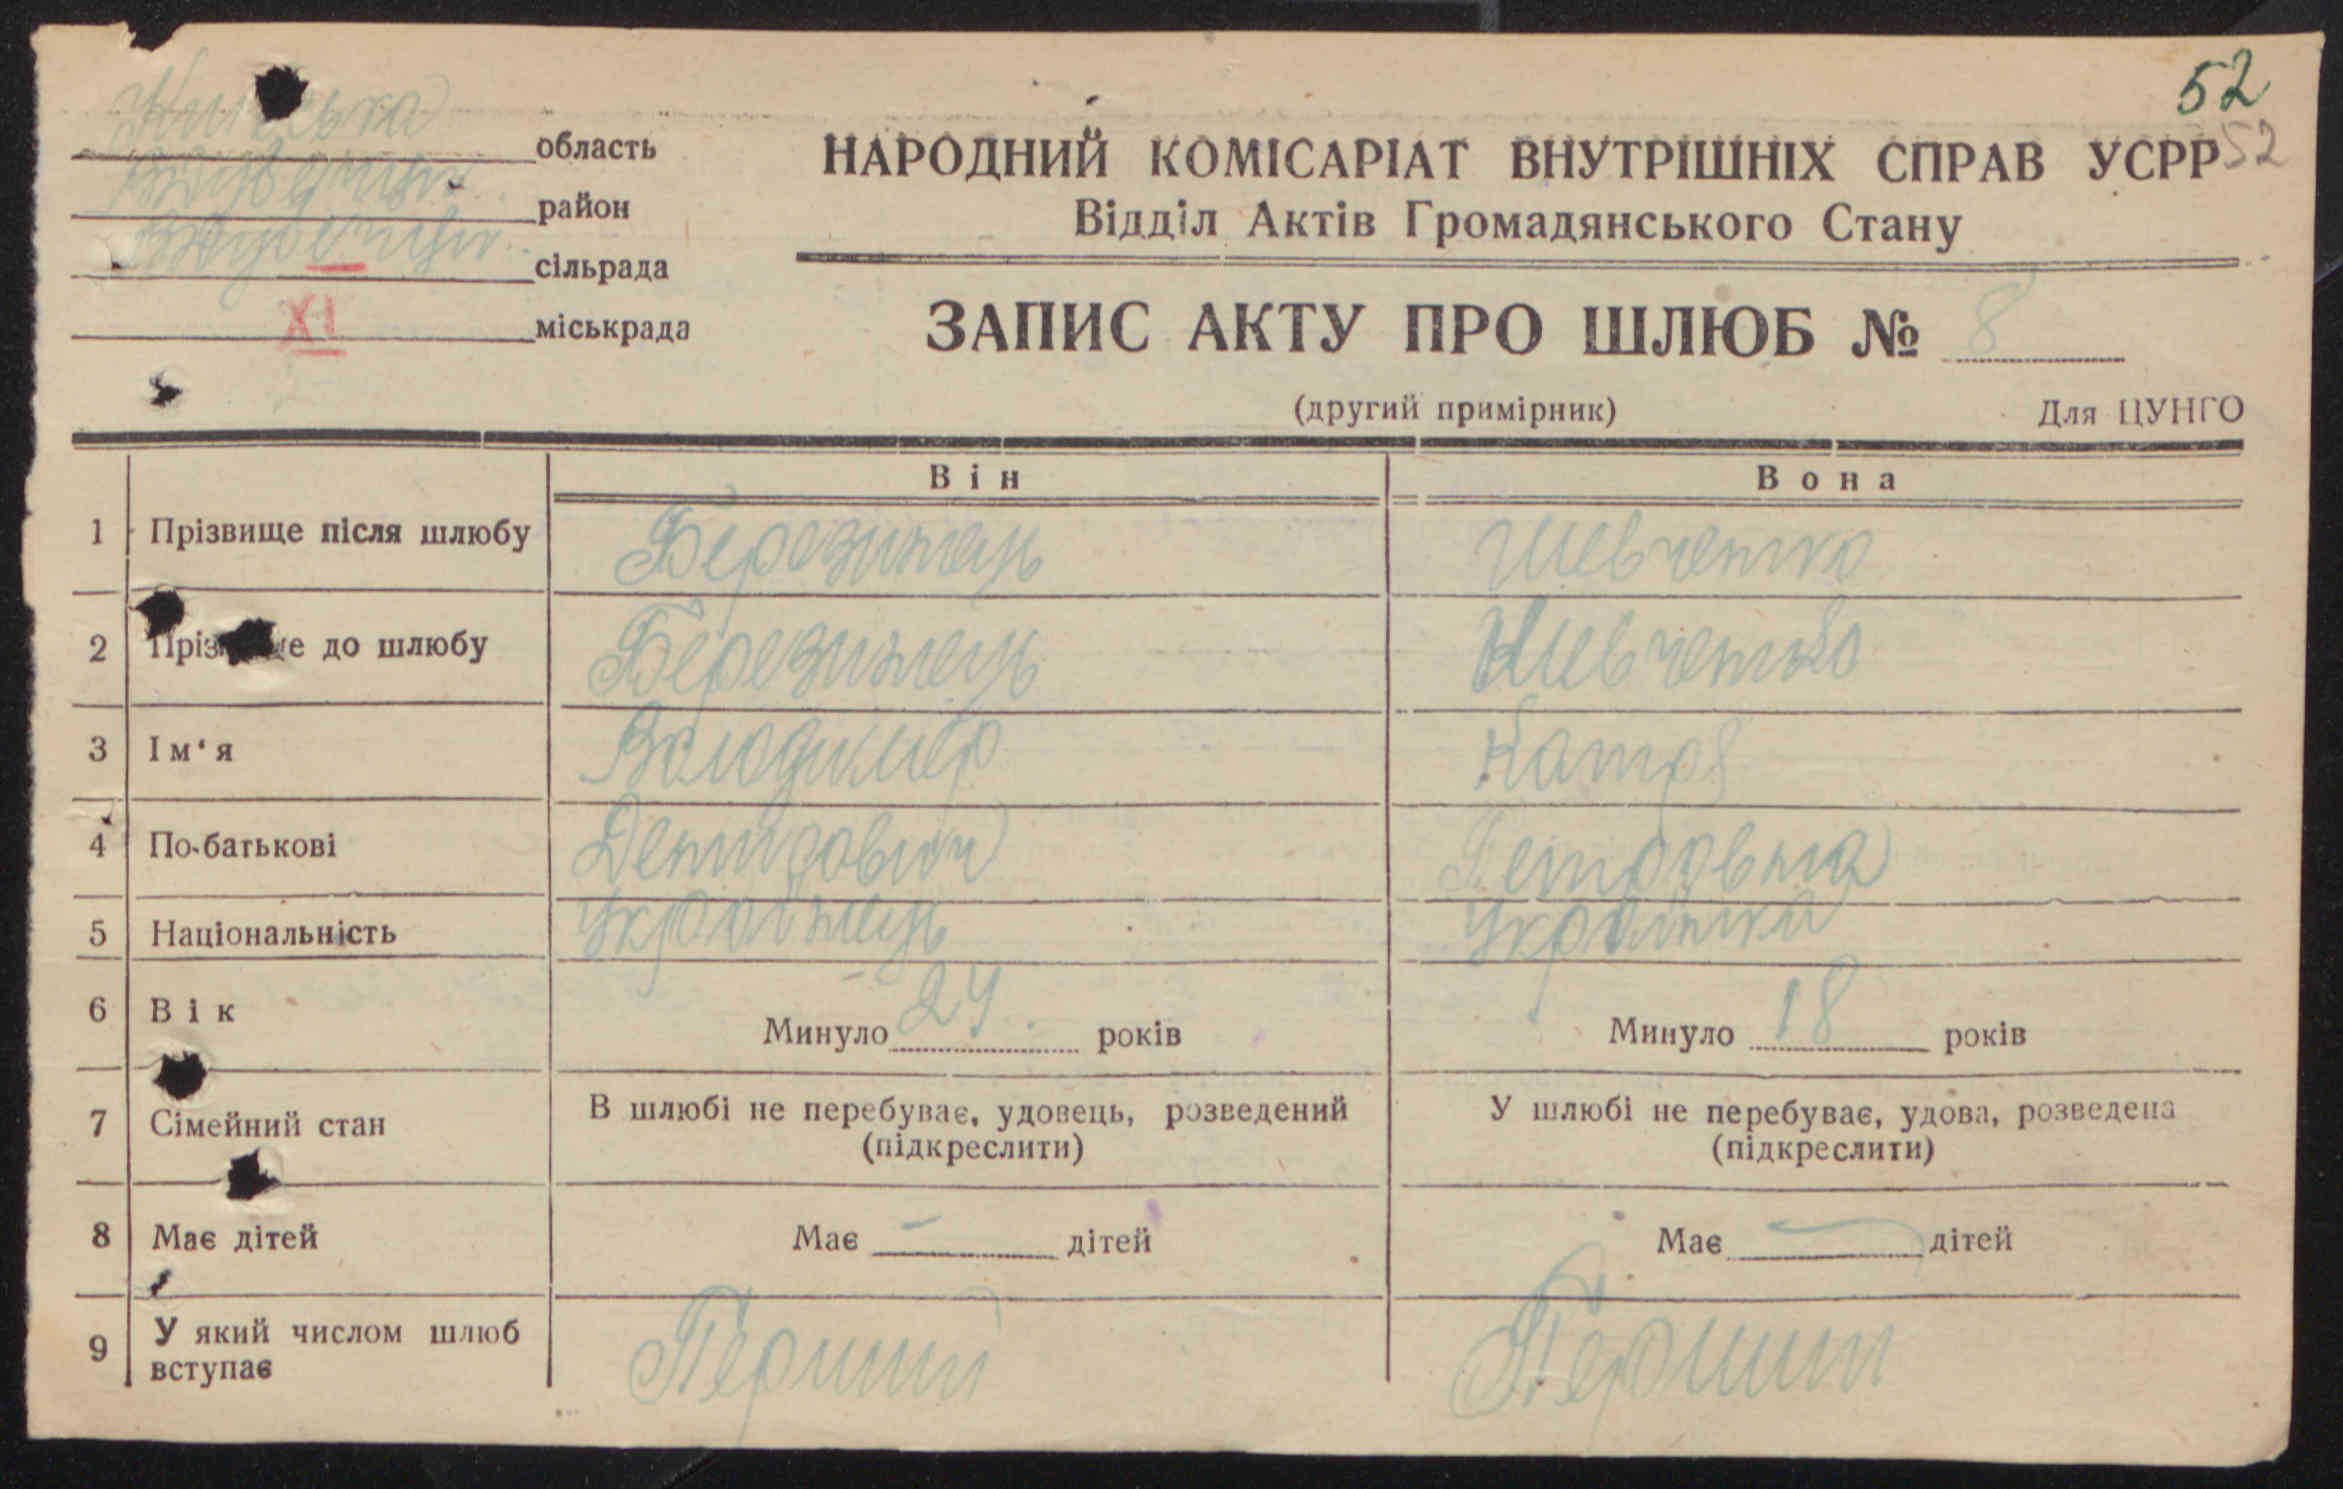 52
52
Київська область
район
сільрада
XI міськрада
НАРОДНИЙ КОМІСАРІАТ ВНУТРІШНІХ СПРАВ УСРР
Відділ Актів Громадянського Стану
ЗАПИС АКТУ ПРО ШЛЮБ № 8
(другий примірник) Для ЦУНГО
Він Вона
1 Прізвище після шлюбу Березинець Шевченко
2 Прізвище до шлюбу Березинець Шевченко
3 Ім'я Володимер Катря
4 По-батькові Денисович Петровна
5 Національність Українець Українка
6 Вік Минуло 24 років Минуло 18 років
7 Сімейний стан В шлюбі не перебуває, удовець, розведений У шлюбі не перебуває, удова, розведена
(підкреслити) (підкреслити)
8 Має дітей Має — дітей Має — дітей
9 У який числом шлюб Перший Перший
вступає